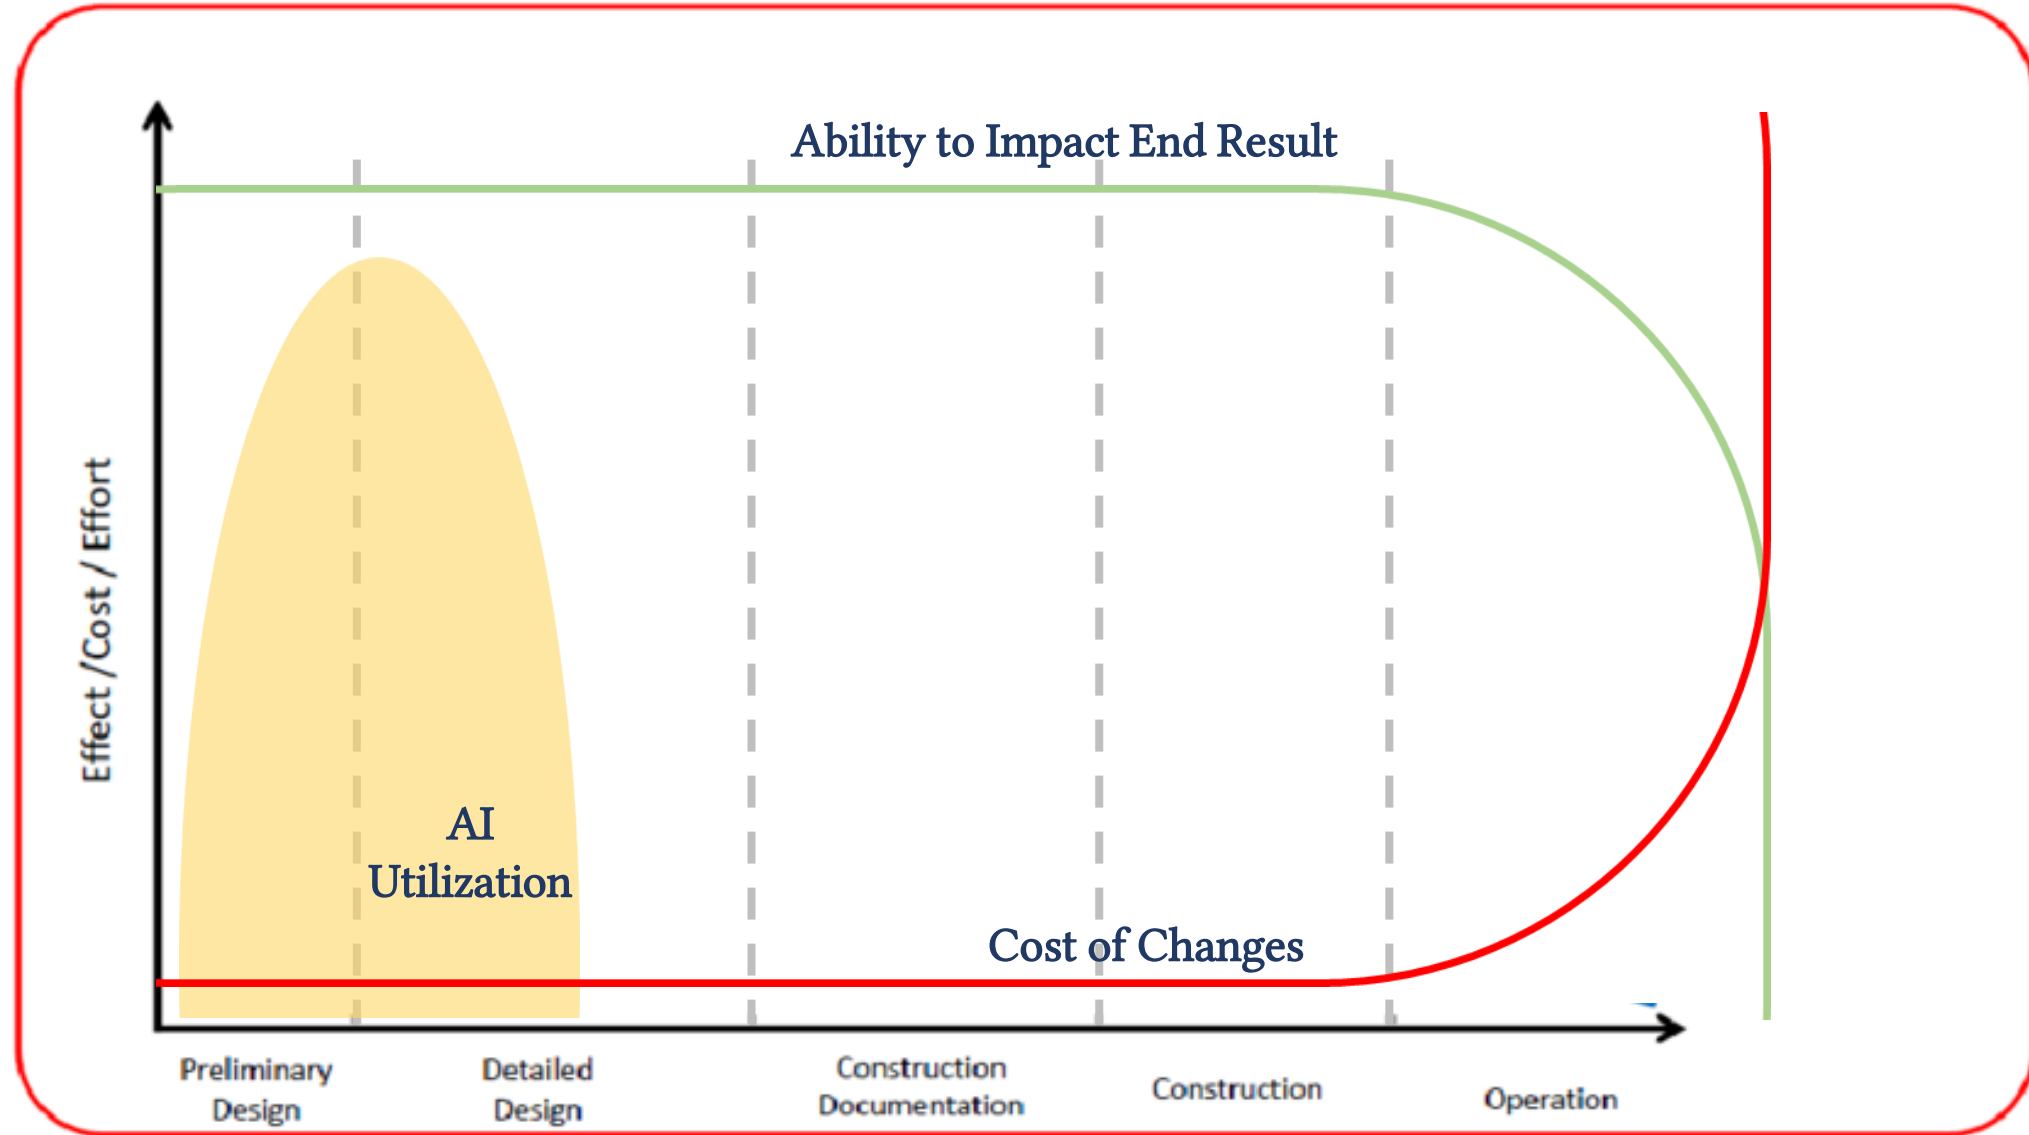 Ability to Impact End Result
Effect /Cost / Effort
AI
Utilization
Cost of Changes
Preliminary
Design
Detailed
Design
Construction
Documentation
Construction
Operation